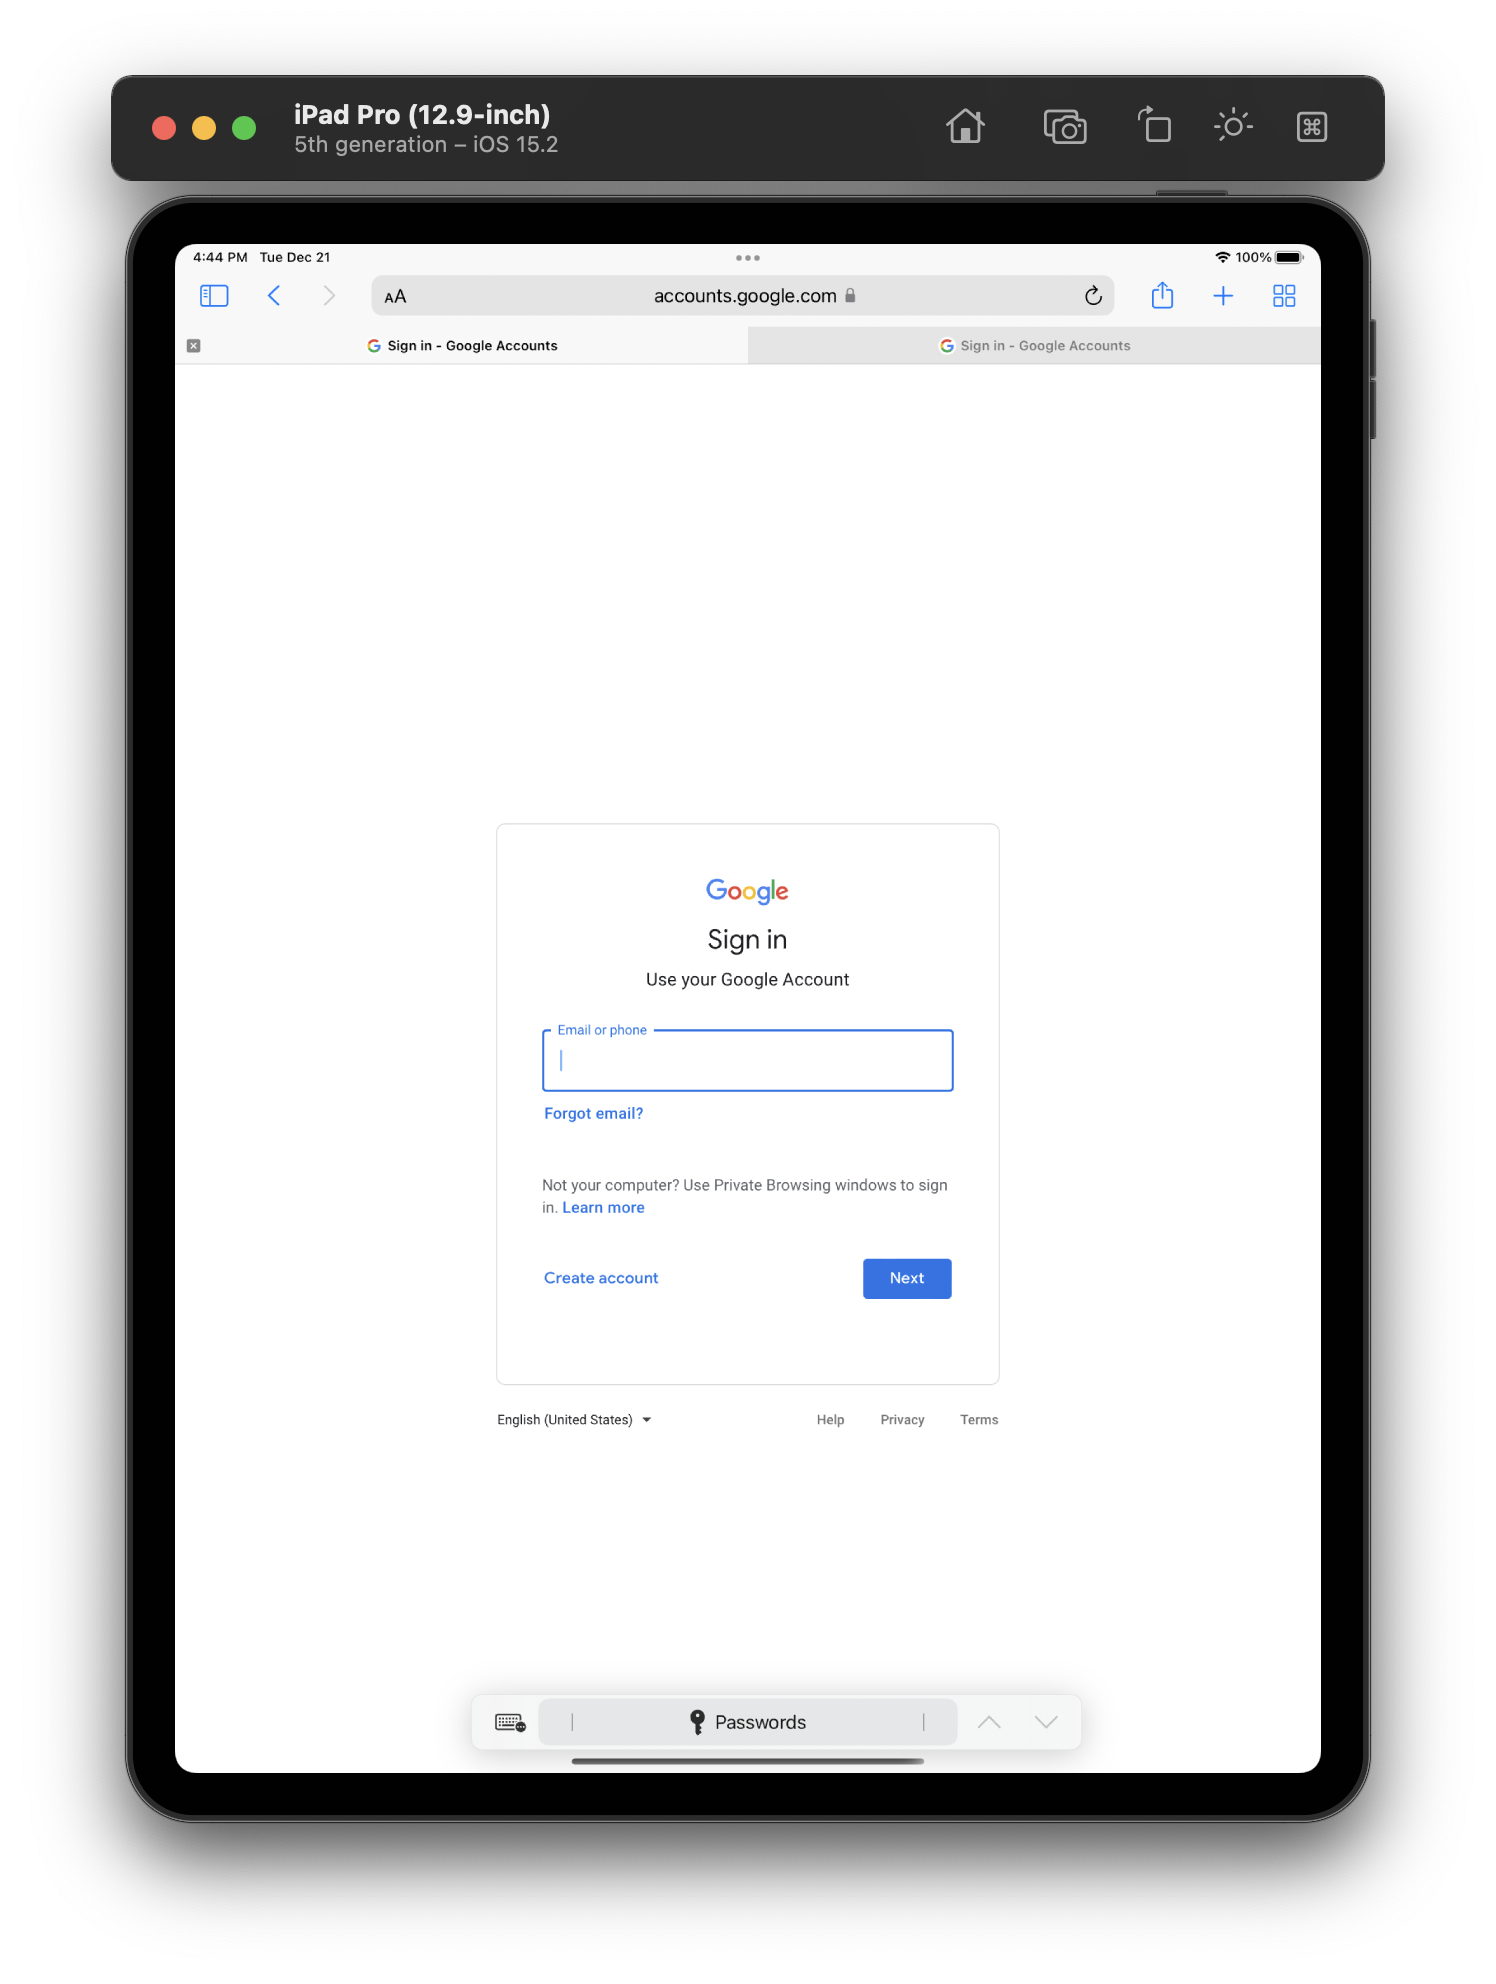 iPad Pro (12.9-inch)
5th generation – iOS 15.2
4:44 PM Tue Dec 21
100%
AA
accounts.google.com
Sign in - Google Accounts
Sign in - Google Accounts
Google
Sign in
Use your Google Account
Email or phone
Forgot email?
Not your computer? Use Private Browsing windows to sign
in. Learn more
Create account
Next
English (United States)
Help Privacy Terms
Passwords